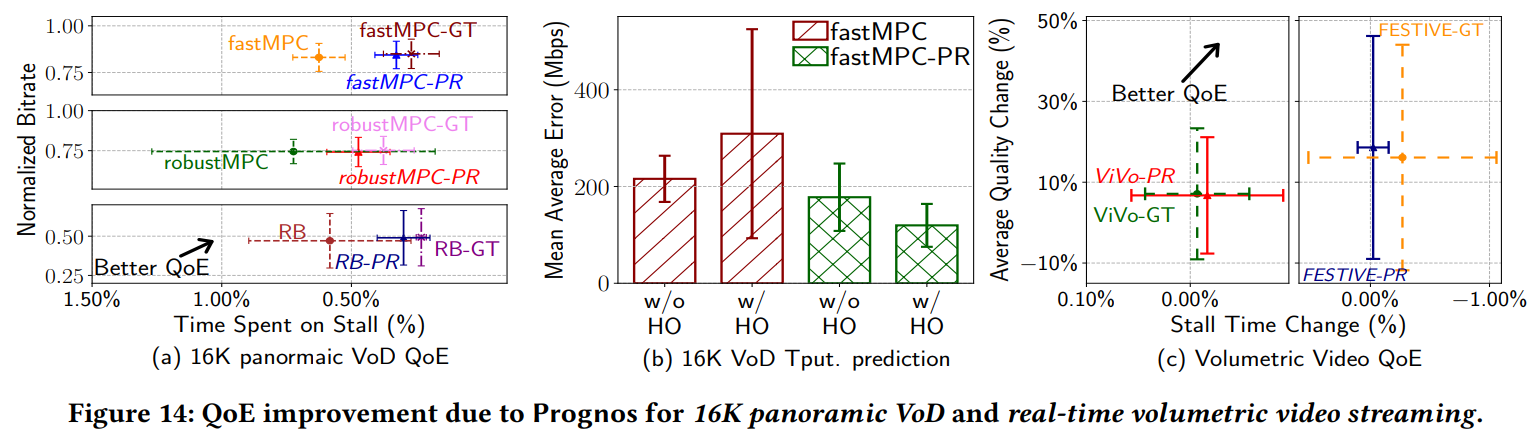 Normalized Bitrate
1.00
0.75
fastMPC
fastMPC-GT
fastMPC-PR
1.00
0.75
robustMPC-GT
robustMPC
robustMPC-PR
0.50
0.25
RB
RB-PR
RB-GT
Better QoE
1.50%
1.00%
0.50%
Time Spent on Stall (%)
(a) 16K panormaic VoD QoE
Mean Average Error (Mbps)
400
200
0
fastMPC
fastMPC-PR
w/o HO
w/ HO
w/o HO
w/ HO
(b) 16K VoD Tput. prediction
Average Quality Change (%)
50%
30%
10%
−10%
Better QoE
ViVo-PR
ViVo-GT
FESTIVE-GT
FESTIVE-PR
0.10%
0.00%
0.00%
−1.00%
Stall Time Change (%)
(c) Volumetric Video QoE
Figure 14: QoE improvement due to Prognos for 16K panoramic VoD and real-time volumetric video streaming.